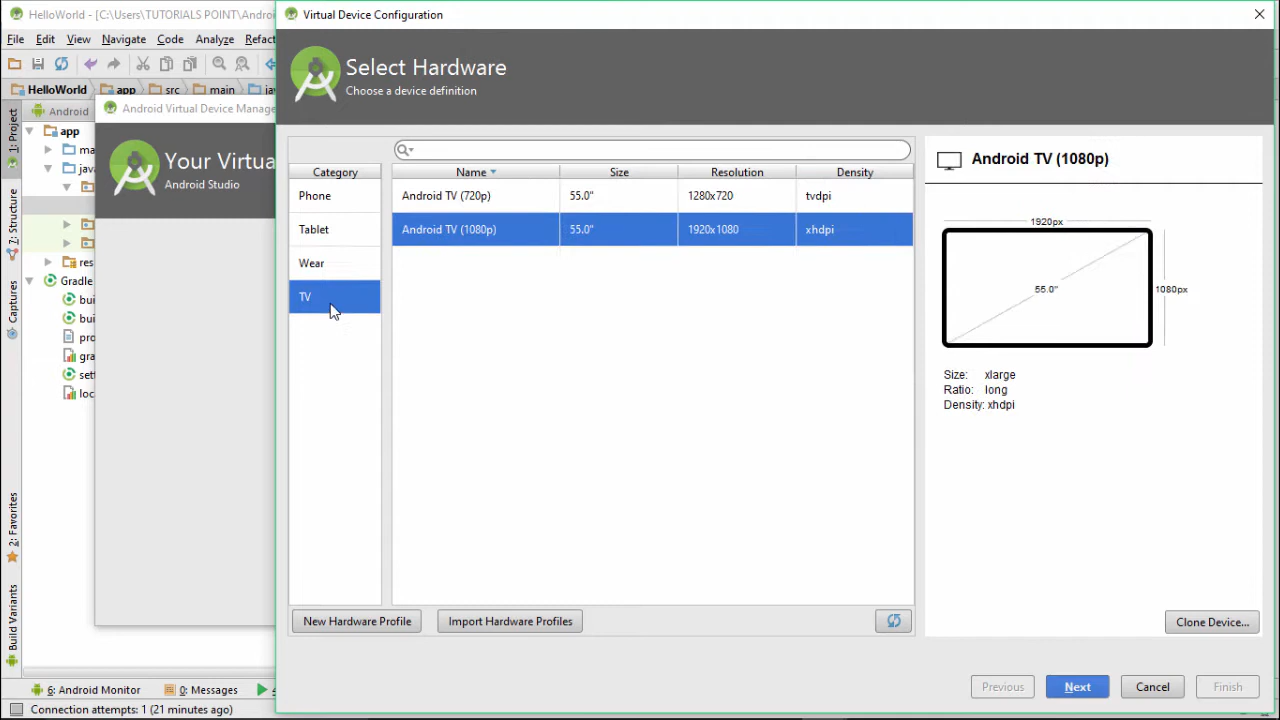 HelloWorld - [C:\Users\TUTORIALS POINT\Android
File Edit View Navigate Code Analyze Refact
HelloWorld app src main
Android
app
1: Project
Z: Structure
Captures
2: Favorites
Build Variants
Gradle
res
Android Virtual Device Manage
Your Virtua
Android Studio
Virtual Device Configuration
Select Hardware
Choose a device definition
Category
Phone
Tablet
Wear
TV
Name Size Resolution Density
Android TV (720p) 55.0" 1280x720 tvdpi
Android TV (1080p) 55.0" 1920x1080 xhdpi
Android TV (1080p)
1920px
55.0"
1080px
Size: xlarge
Ratio: long
Density: xhdpi
New Hardware Profile
Import Hardware Profiles
Clone Device...
Previous Next Cancel Finish
6: Android Monitor 0: Messages
Connection attempts: 1 (21 minutes ago)